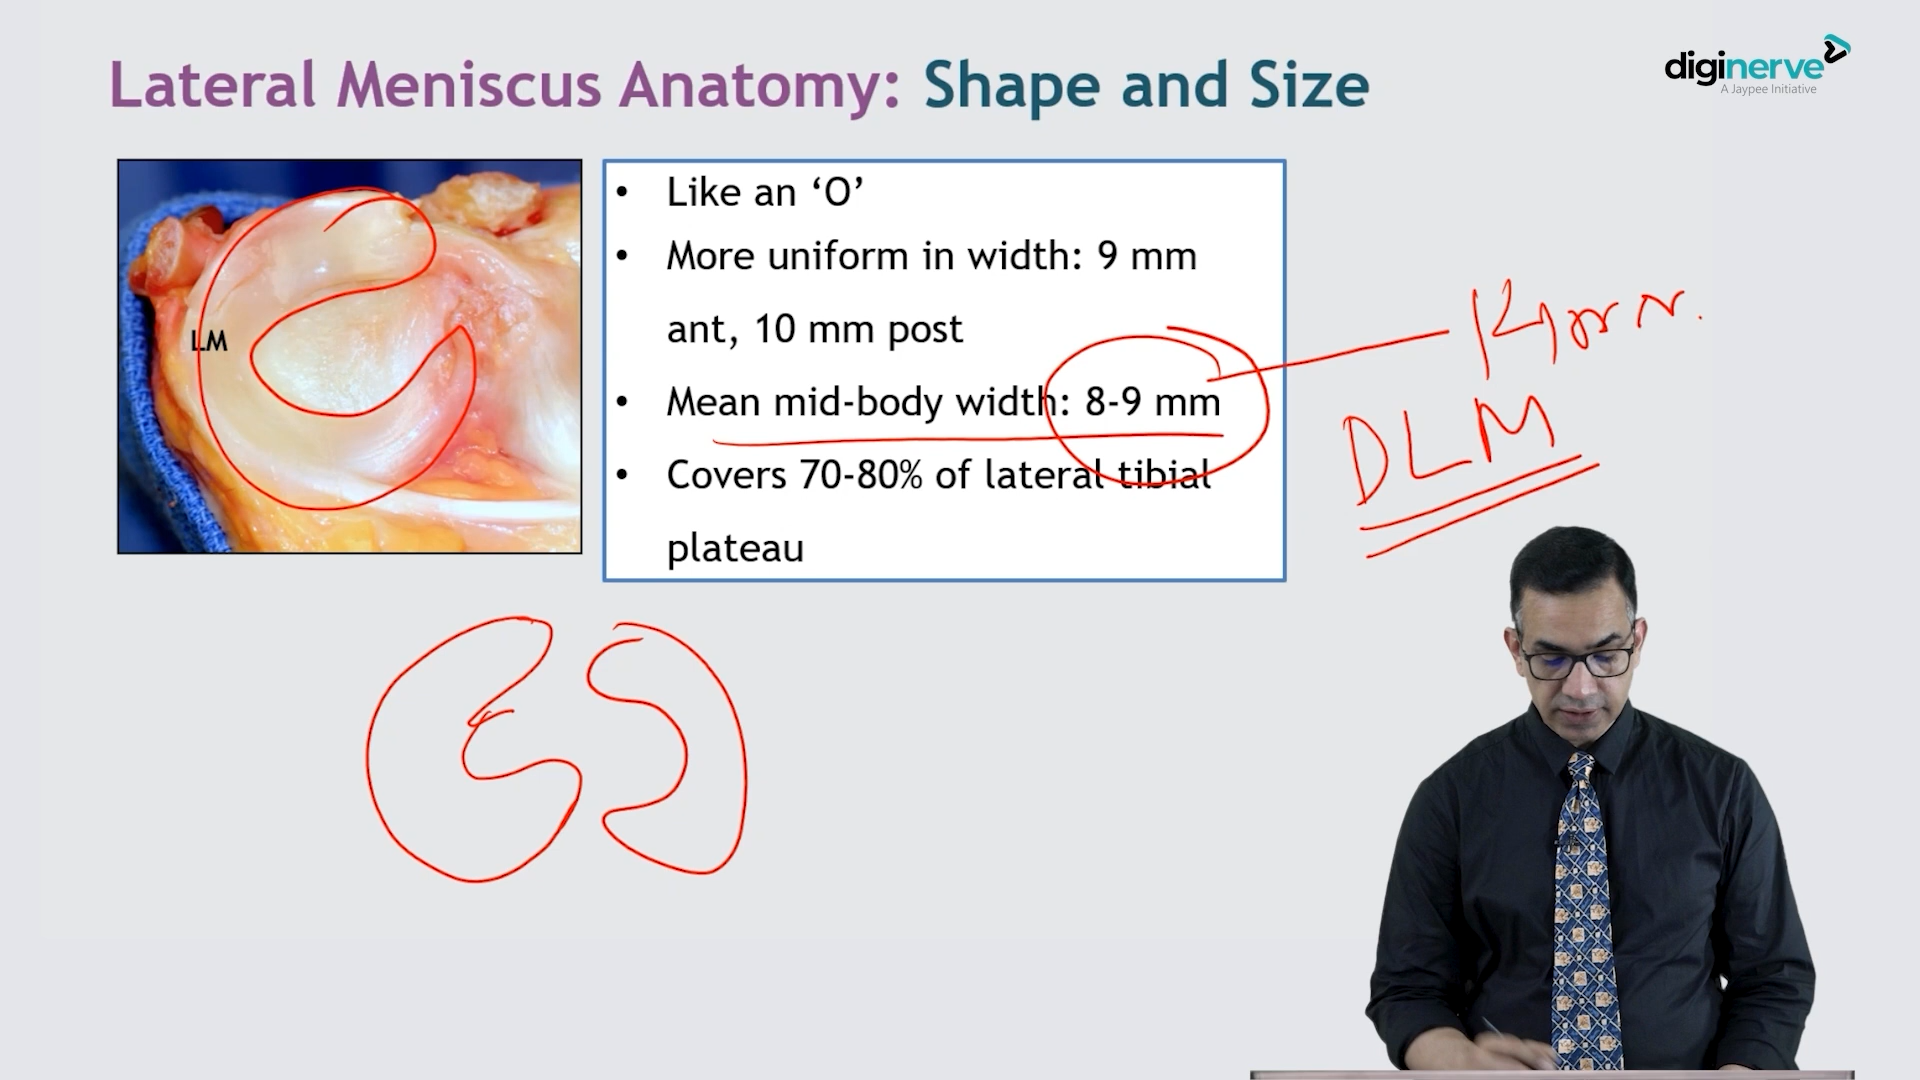 Lateral Meniscus Anatomy: Shape and Size
diginerve
A Jaypee Initiative
LM
• Like an ‘O’
• More uniform in width: 9 mm
ant, 10 mm post
• Mean mid-body width: 8-9 mm
• Covers 70-80% of lateral tibial
plateau
DLM